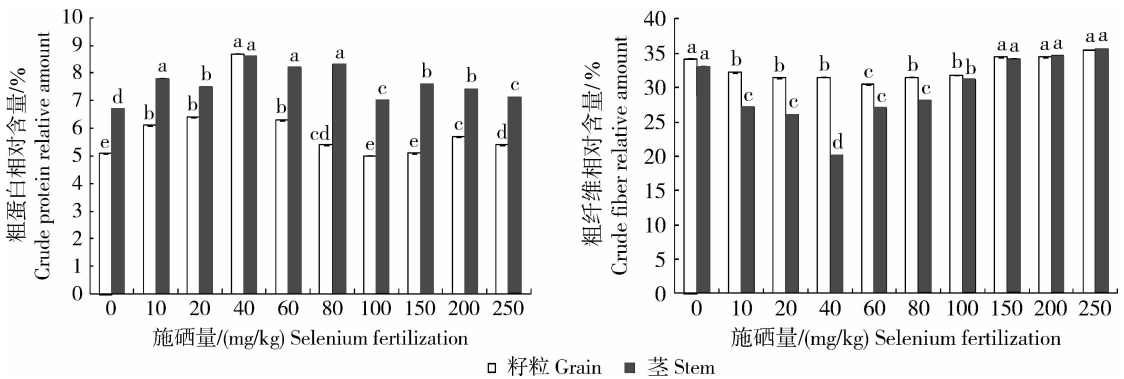 粗蛋白相对含量/%
Crude protein relative amount
10
9
8
7
6
5
4
3
2
1
0
e d b a b b a a b a cd a e c e b c b d c
0 10 20 40 60 80 100 150 200 250
施硒量/(mg/kg) Selenium fertilization
粗纤维相对含量/%
Crude fiber relative amount
40
35
30
25
20
15
10
5
0
a a b c b c b d c c b c b b a a a a a a
0 10 20 40 60 80 100 150 200 250
施硒量/(mg/kg) Selenium fertilization
籽粒 Grain 茎 Stem